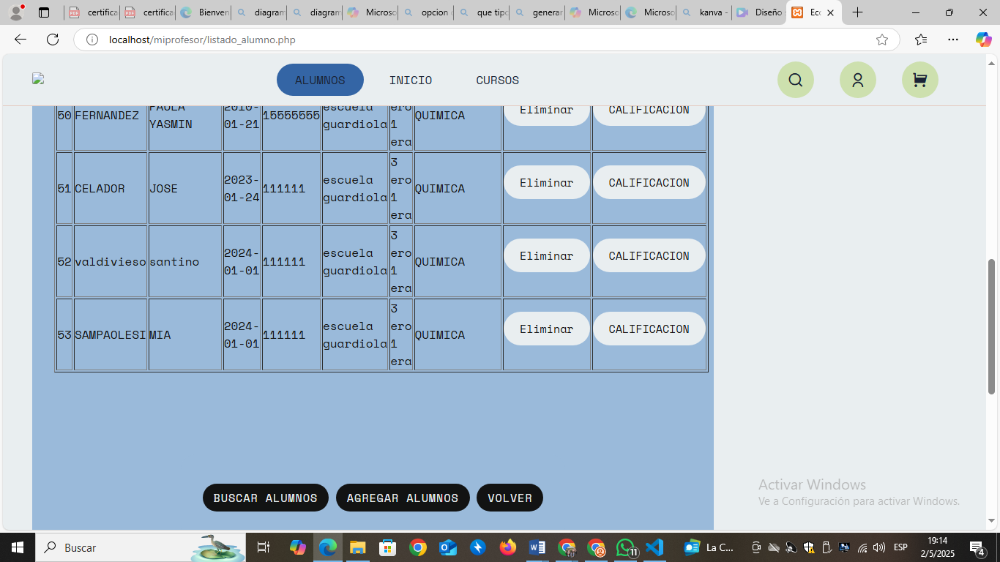 certifica
certifica
Bienven
diagram
diagram
Microso
opcion
que tipo
generar
Microso
Microso
kanva -
Diseño
Ec
localhost/miprofesor/listado_alumno.php
ALUMNOS
INICIO
CURSOS
50 FERNANDEZ PAULA YASMIN 2010-01-21 15555555 escuela guardiola ero 1 era QUIMICA Eliminar CALIFICACION
51 CELADOR JOSE 2023-01-24 111111 escuela guardiola 3 ero 1 era QUIMICA Eliminar CALIFICACION
52 valdivieso santino 2024-01-01 111111 escuela guardiola 3 ero 1 era QUIMICA Eliminar CALIFICACION
53 SAMPAOLESI MIA 2024-01-01 111111 escuela guardiola 3 ero 1 era QUIMICA Eliminar CALIFICACION
BUSCAR ALUMNOS
AGREGAR ALUMNOS
VOLVER
Activar Windows
Ve a Configuración para activar Windows.
Buscar
11
La C...
ESP
19:14
2/5/2025
4